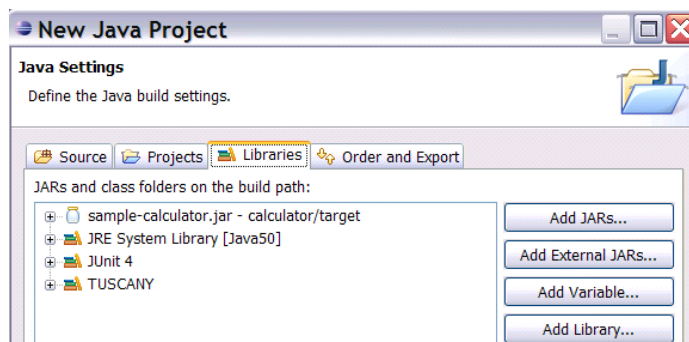 New Java Project
Java Settings
Define the Java build settings.
Source Projects Libraries Order and Export
JARs and class folders on the build path:
sample-calculator.jar - calculator/target
JRE System Library [Java50]
JUnit 4
TUSCANY
Add JARs...
Add External JARs...
Add Variable...
Add Library...